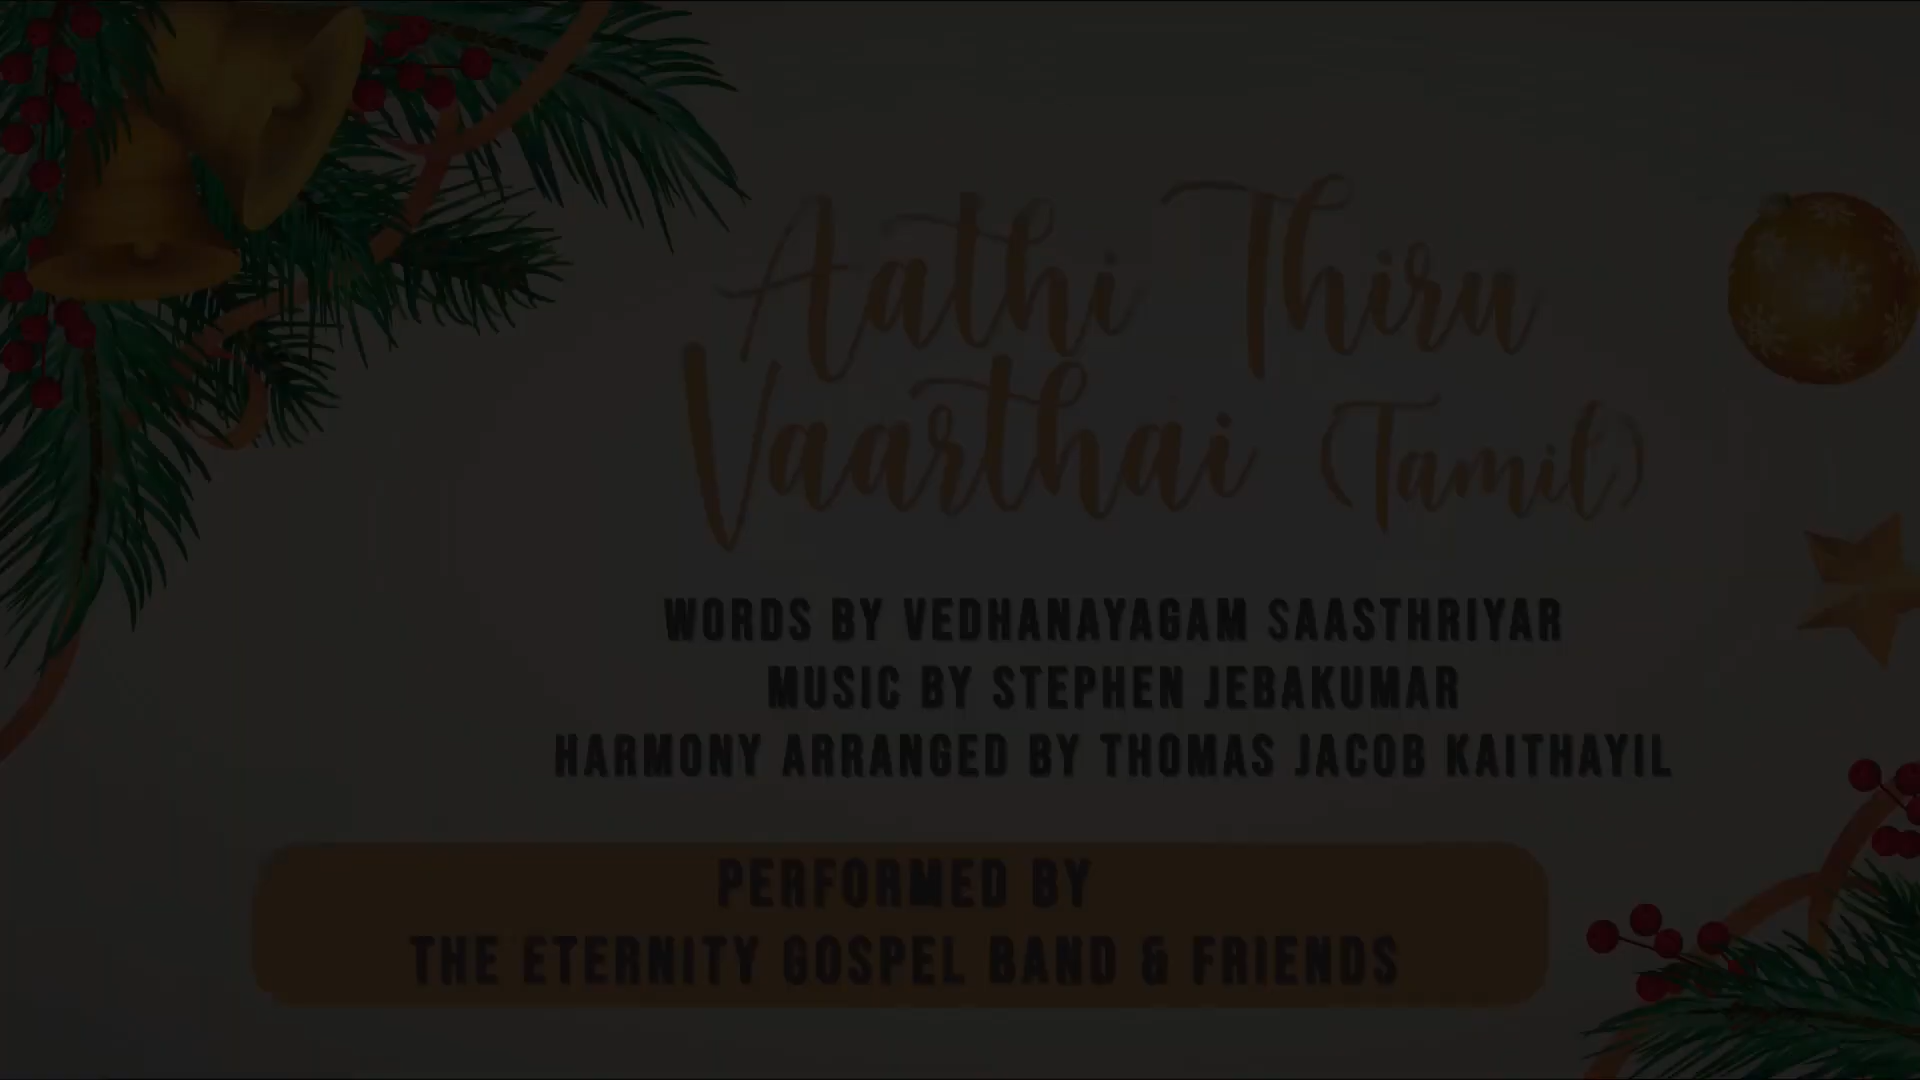 Aathi Thiru
Vaarthai (Tamil)
WORDS BY VEDHANAYAGAM SAASTHRIYAR
MUSIC BY STEPHEN JEBAKUMAR
HARMONY ARRANGED BY THOMAS JACOB KAITHAYIL
PERFORMED BY
THE ETERNITY GOSPEL BAND & FRIENDS